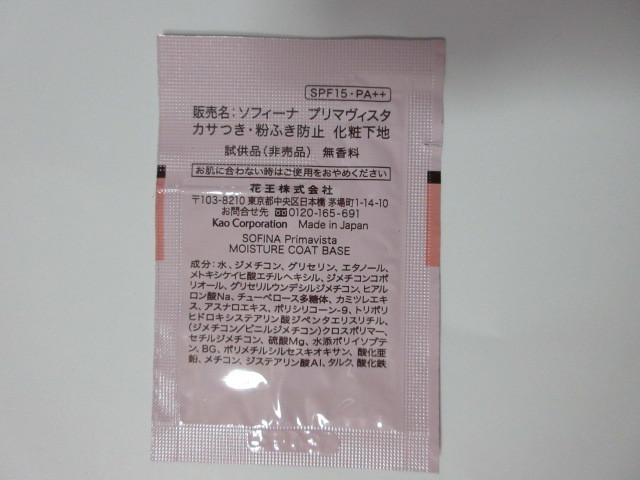 SPF15・PA++
販売名:ソフィーナ プリマヴィスタ
カサつき・粉ふき防止 化粧下地
試供品(非売品) 無香料
お肌に合わない時はご使用をおやめください
花王株式会社
〒103-8210 東京都中央区日本橋 茅場町1-14-10
お問合せ先 0120-165-691
Kao Corporation Made in Japan
SOFINA Primavista
MOISTURE COAT BASE
成分:水、ジメチコン、グリセリン、エタノール、
メトキシケイヒ酸エチルヘキシル、ジメチコンコポ
リオール、グリセリルウンデシルジメチコン、ヒアル
ロン酸Na、チューベロース多糖体、カミツレエキ
ス、アスナロエキス、ポリシリコーン-9、トリポリ
ヒドロキシステアリン酸ジペンタエリスリチル、
(ジメチコン/ビニルジメチコン)クロスポリマー、
セチルジメチコン、硫酸Mg、水添ポリイソブテ
ン、BG、ポリメチルシルセスキオキサン、酸化亜
鉛、メチコン、ジステアリン酸Al、タルク、酸化鉄